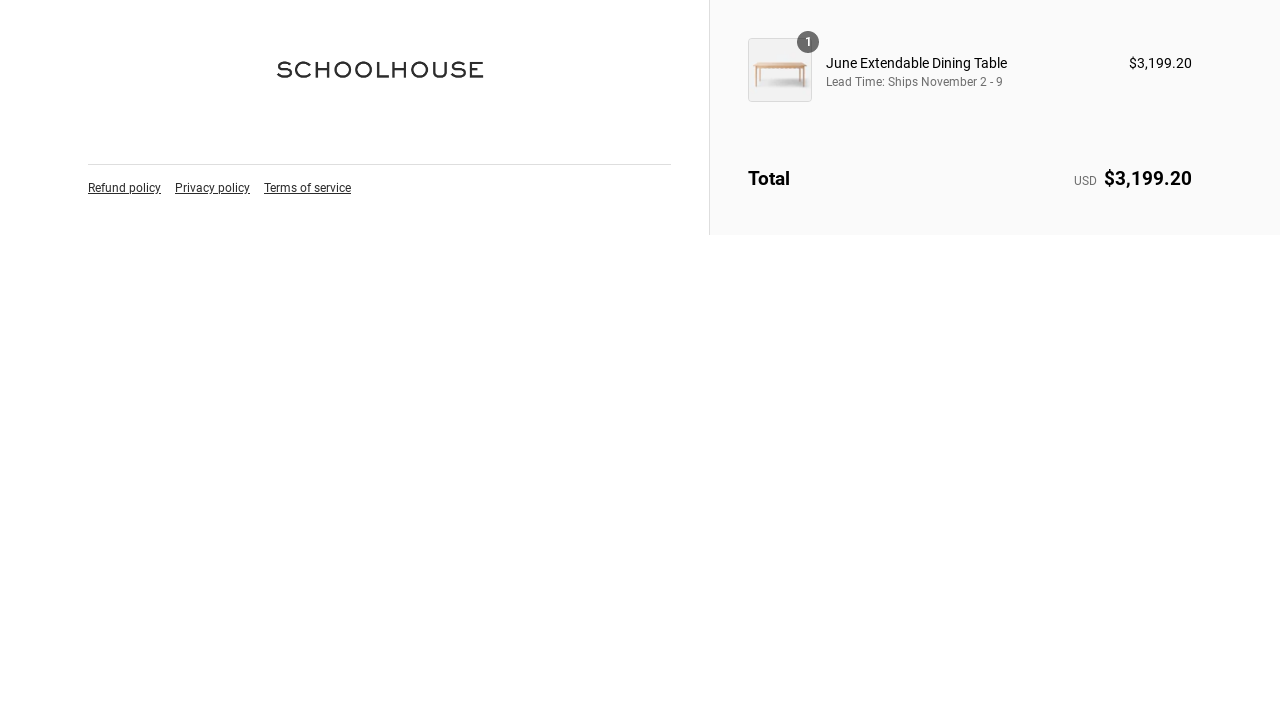 SCHOOLHOUSE
Refund policy Privacy policy Terms of service
1
June Extendable Dining Table $3,199.20
Lead Time: Ships November 2 - 9
Total USD $3,199.20